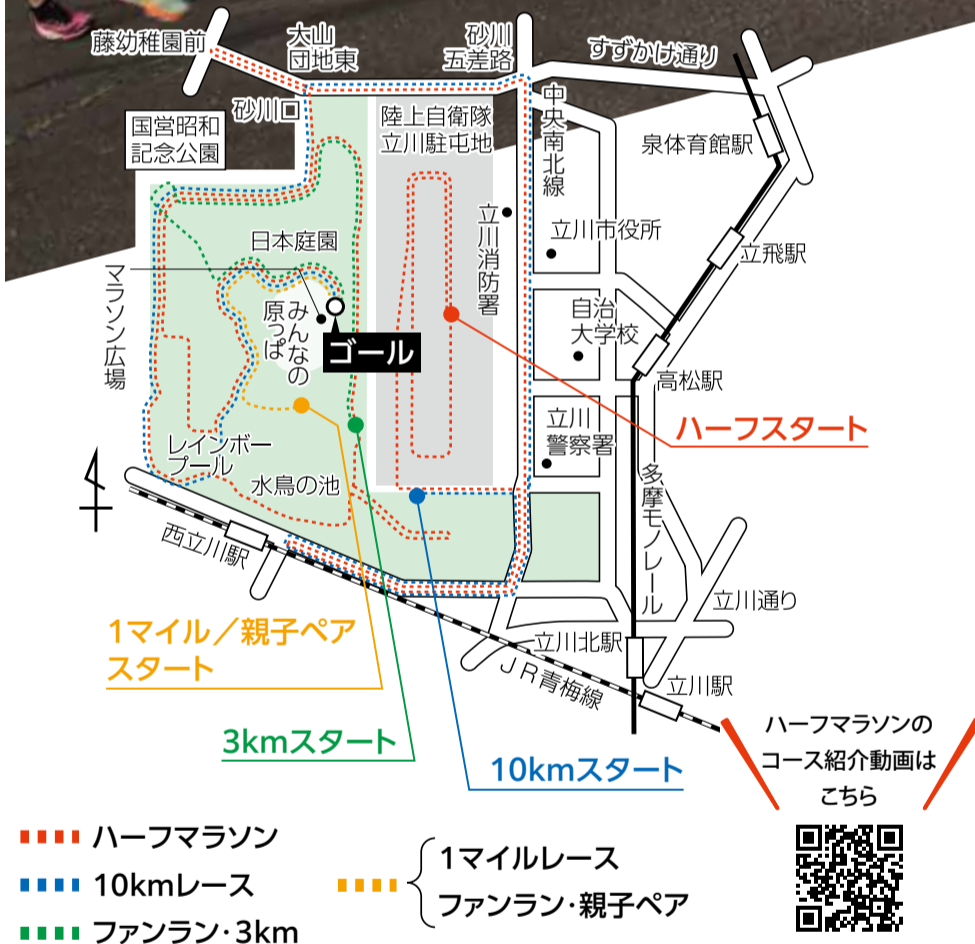 藤幼稚園前
大山
団地東
砂川
五差路
すずかけ通り
砂川口
国営昭和
記念公園
陸上自衛隊
立川駐屯地
中央南北線
泉体育館駅
立川消防署
立川市役所
日本庭園
立飛駅
マラソン広場
みんなの
原っぱ
ゴール
自治
大学校
高松駅
ハーフスタート
立川
警察署
レインボー
プール
水鳥の池
多摩モノレール
西立川駅
立川通り
1マイル／親子ペア
スタート
立川北駅
JR青梅線
立川駅
3kmスタート
10kmスタート
ハーフマラソンの
コース紹介動画は
こちら
ハーフマラソン
10kmレース
ファンラン・3km
1マイルレース
ファンラン・親子ペア